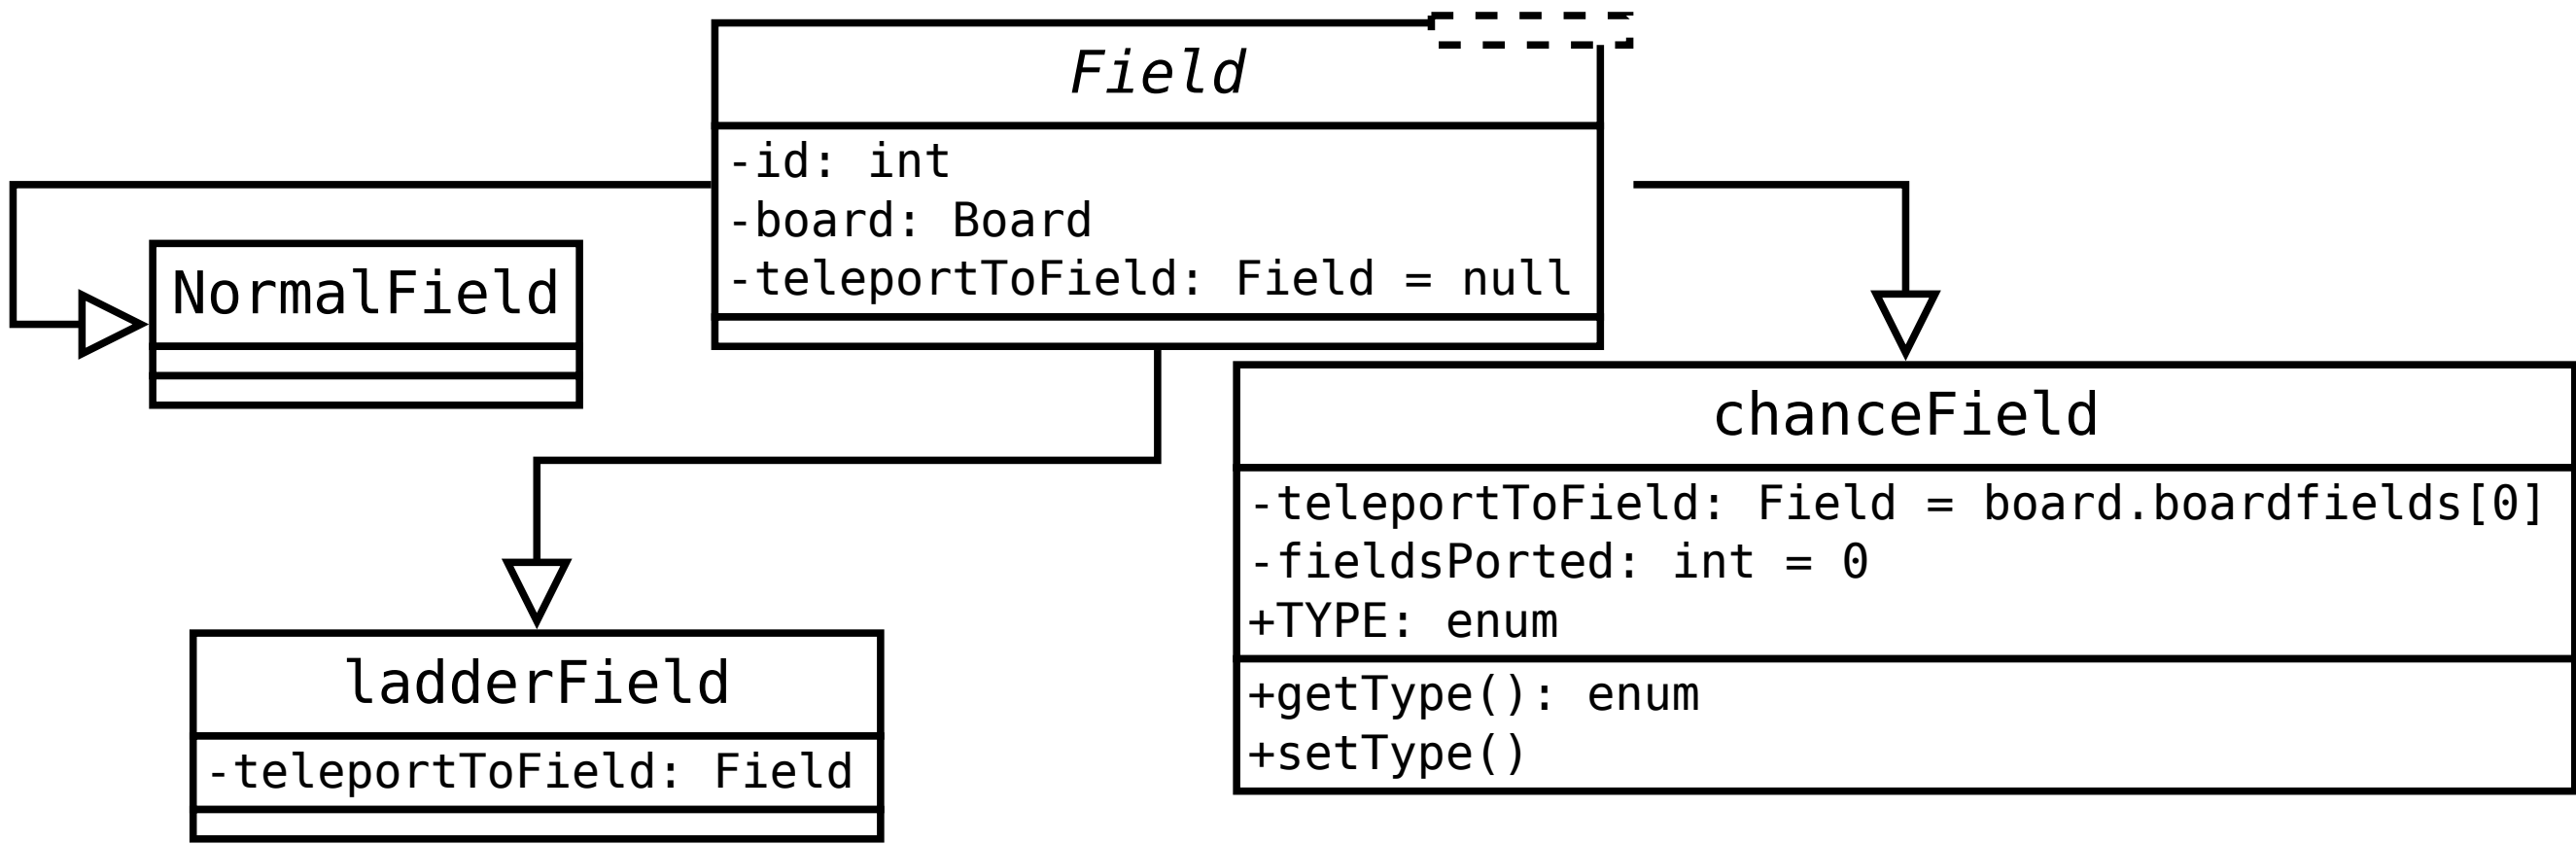 Field
-id: int
-board: Board
-teleportToField: Field = null
NormalField
chanceField
-teleportToField: Field = board.boardfields[0]
-fieldsPorted: int = 0
+TYPE: enum
+getType(): enum
+setType()
ladderField
-teleportToField: Field